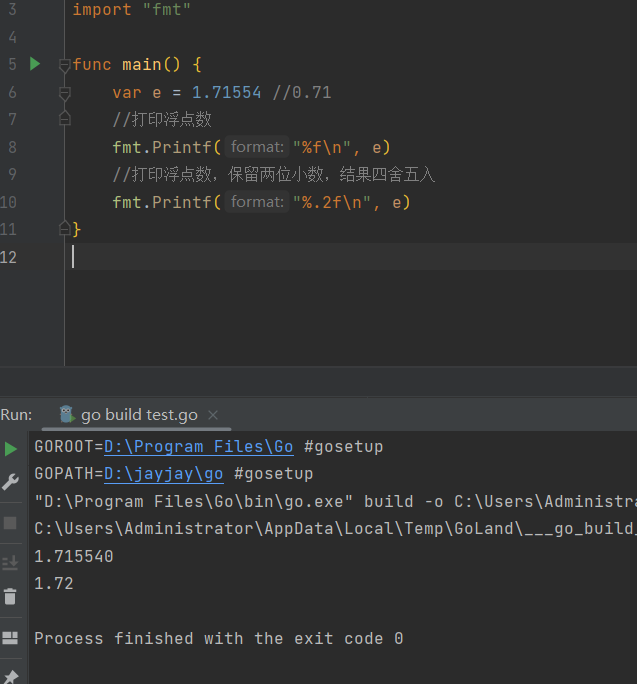 3 import "fmt"
4
5 func main() {
6 var e = 1.71554 //0.71
7 //打印浮点数
8 fmt.Printf( format: "%f\n", e)
9 //打印浮点数，保留两位小数，结果四舍五入
10 fmt.Printf( format: "%.2f\n", e)
11 }
12
Run: go build test.go ×
GOROOT=D:\Program Files\Go #gosetup
GOPATH=D:\jayjay\go #gosetup
"D:\Program Files\Go\bin\go.exe" build -o C:\Users\Administra
C:\Users\Administrator\AppData\Local\Temp\GoLand\___go_build_
1.715540
1.72
Process finished with the exit code 0